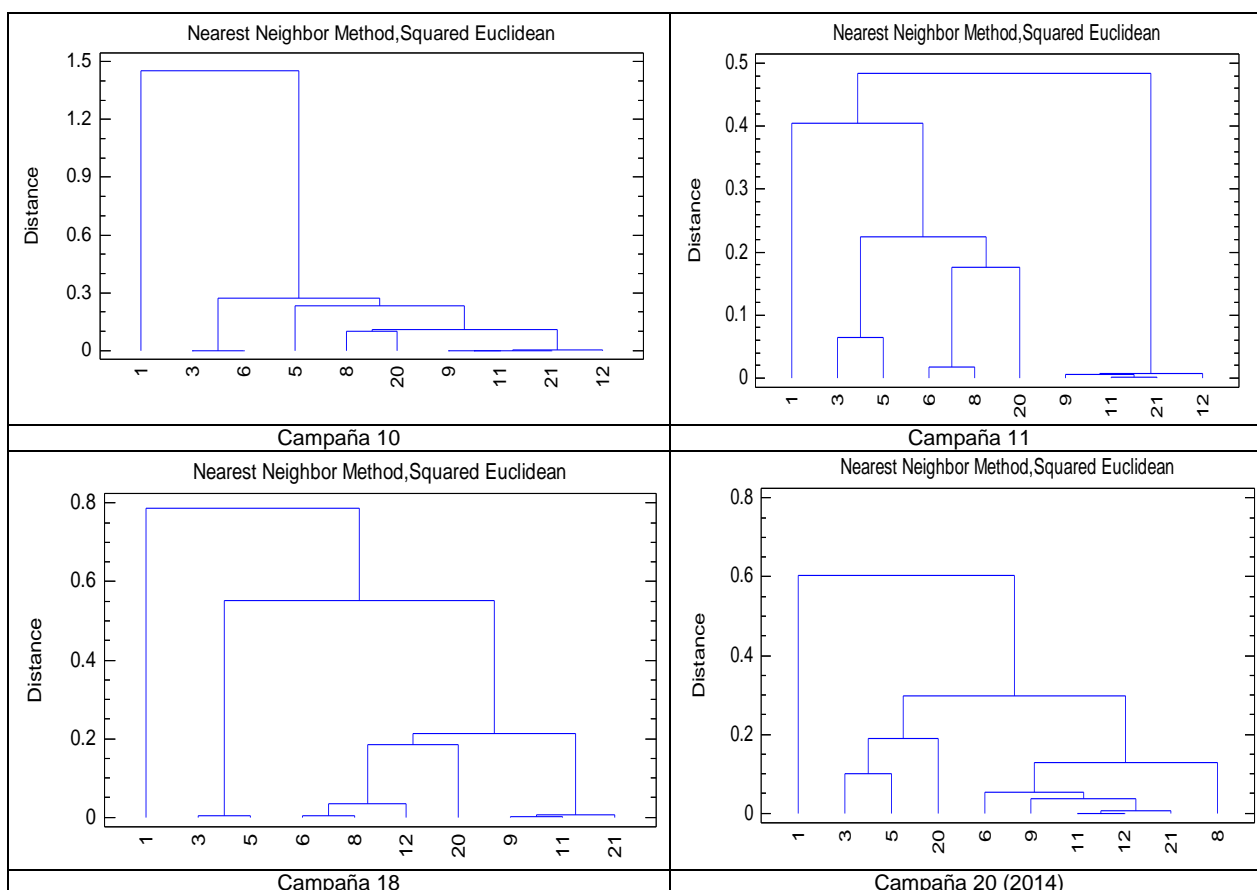 Nearest Neighbor Method,Squared Euclidean
Distance
1.5
1.2
0.9
0.6
0.3
0
1 3 6 5 8 20 9 11 21 12
Campaña 10
Nearest Neighbor Method,Squared Euclidean
Distance
0.5
0.4
0.3
0.2
0.1
0
1 3 5 6 8 20 9 11 21 12
Campaña 11
Nearest Neighbor Method,Squared Euclidean
Distance
0.8
0.6
0.4
0.2
0
1 3 5 6 8 12 20 9 11 21
Campaña 18
Nearest Neighbor Method,Squared Euclidean
Distance
0.8
0.6
0.4
0.2
0
1 3 5 20 6 9 11 12 21 8
Campaña 20 (2014)